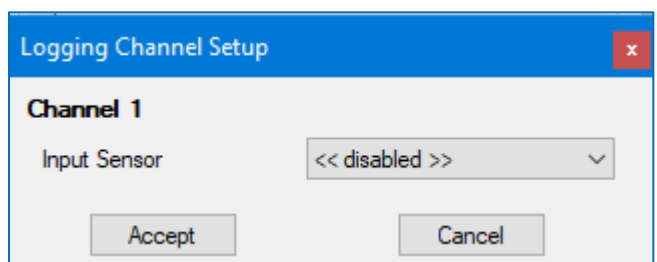 Logging Channel Setup x
Channel 1
Input Sensor << disabled >>
Accept Cancel